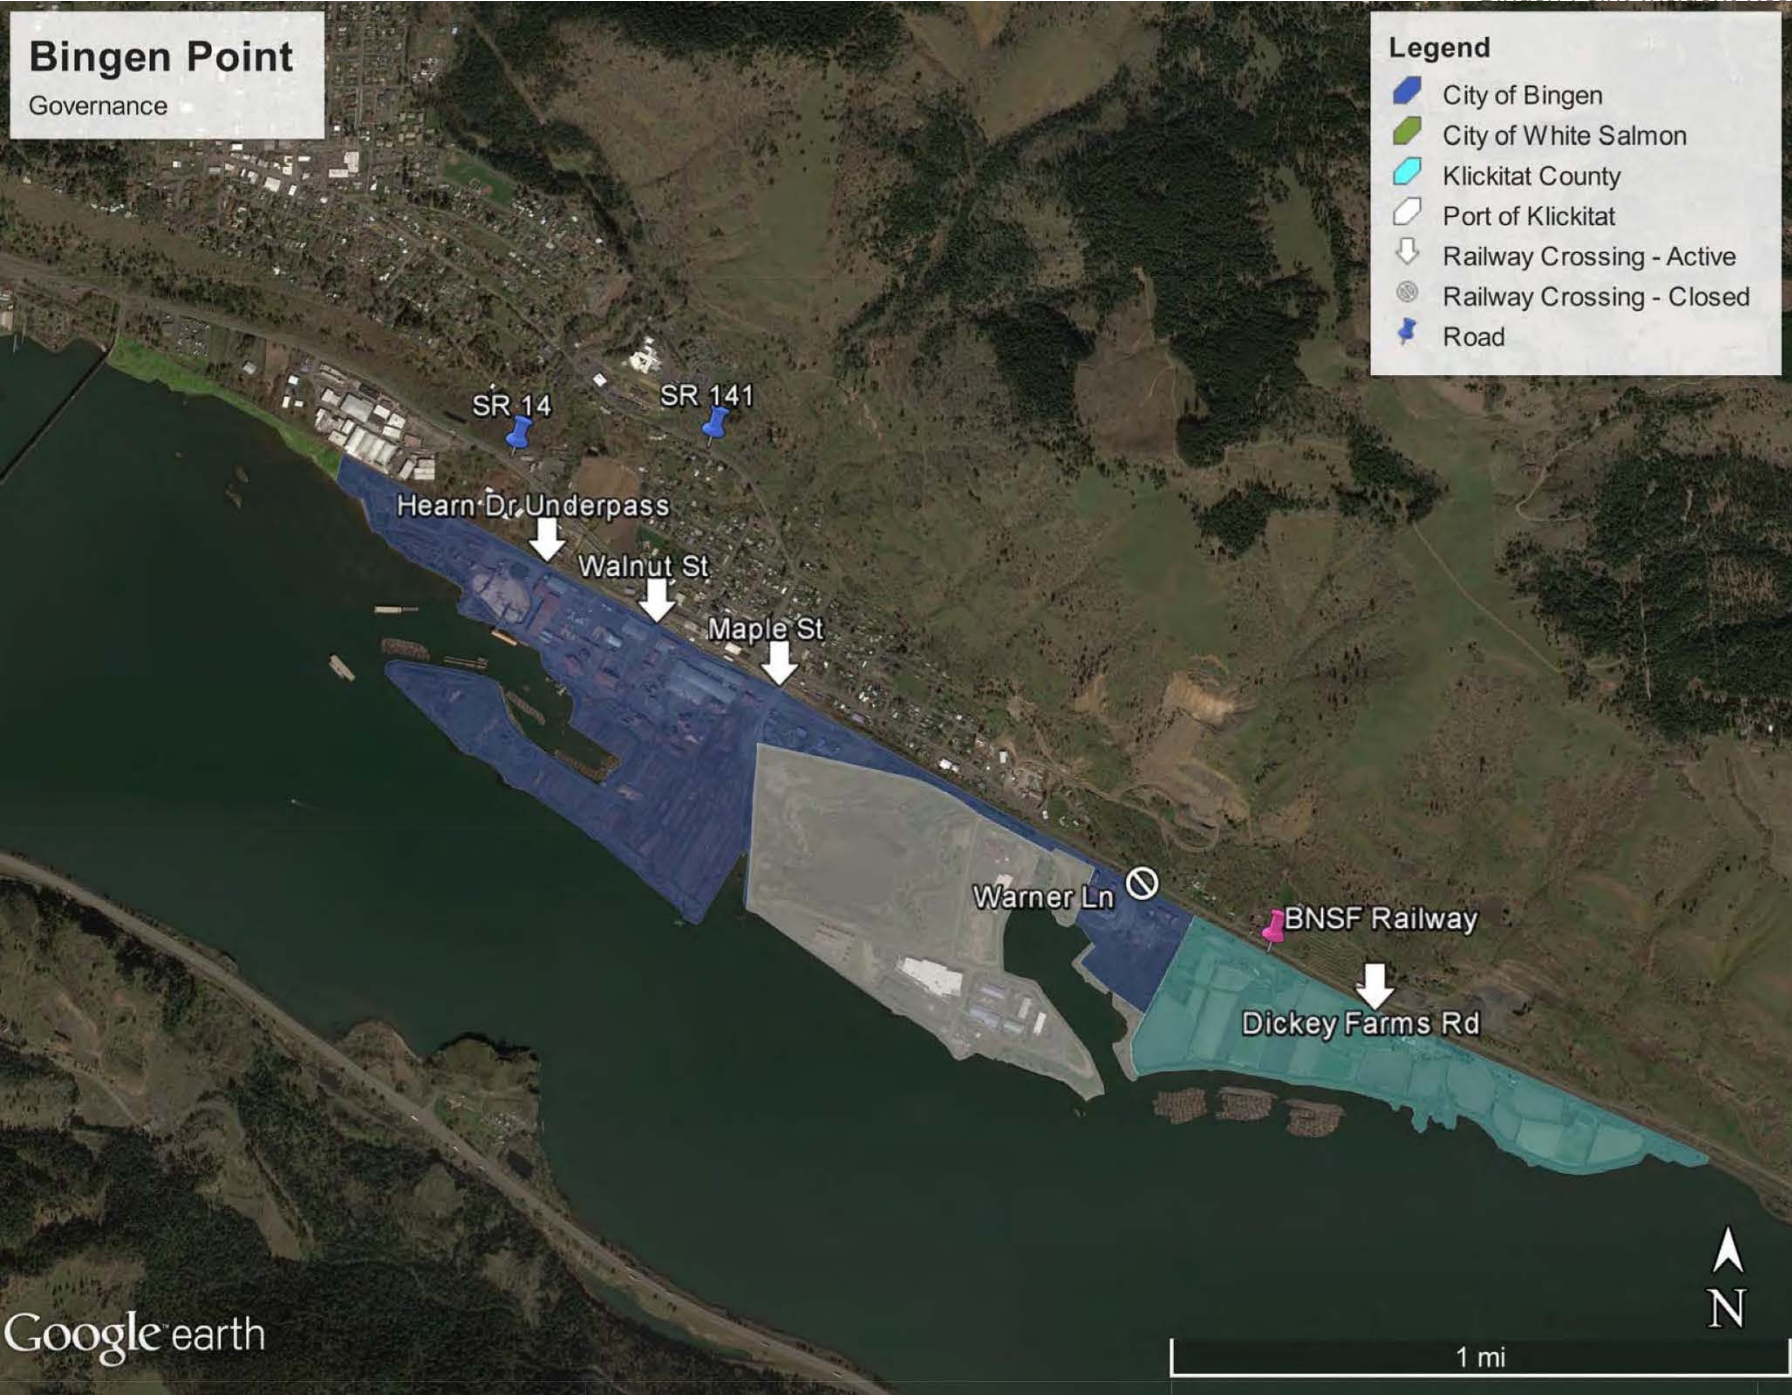 Bingen Point
Governance
Legend
City of Bingen
City of White Salmon
Klickitat County
Port of Klickitat
Railway Crossing - Active
Railway Crossing - Closed
Road
SR 14
SR 141
Hearn Dr Underpass
Walnut St
Maple St
Warner Ln
BNSF Railway
Dickey Farms Rd
N
Google earth
1 mi